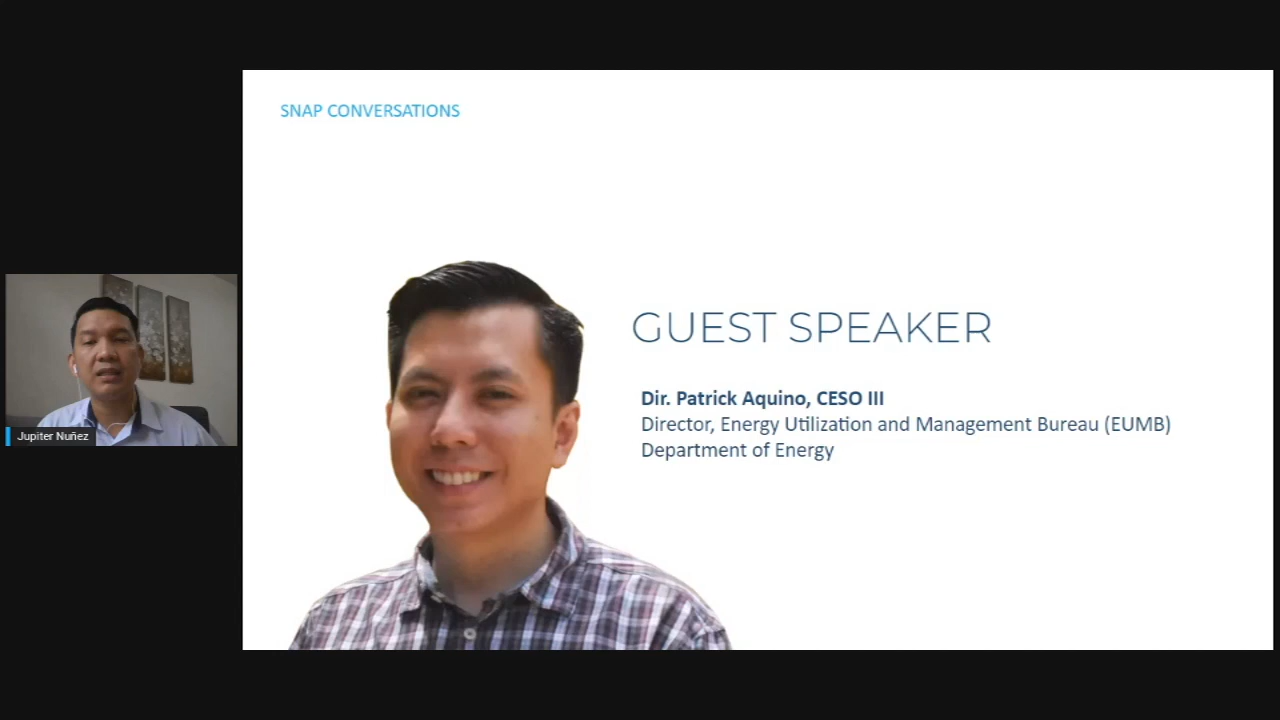 SNAP CONVERSATIONS
GUEST SPEAKER
Dir. Patrick Aquino, CESO III
Director, Energy Utilization and Management Bureau (EUMB)
Department of Energy
Jupiter Nuñez